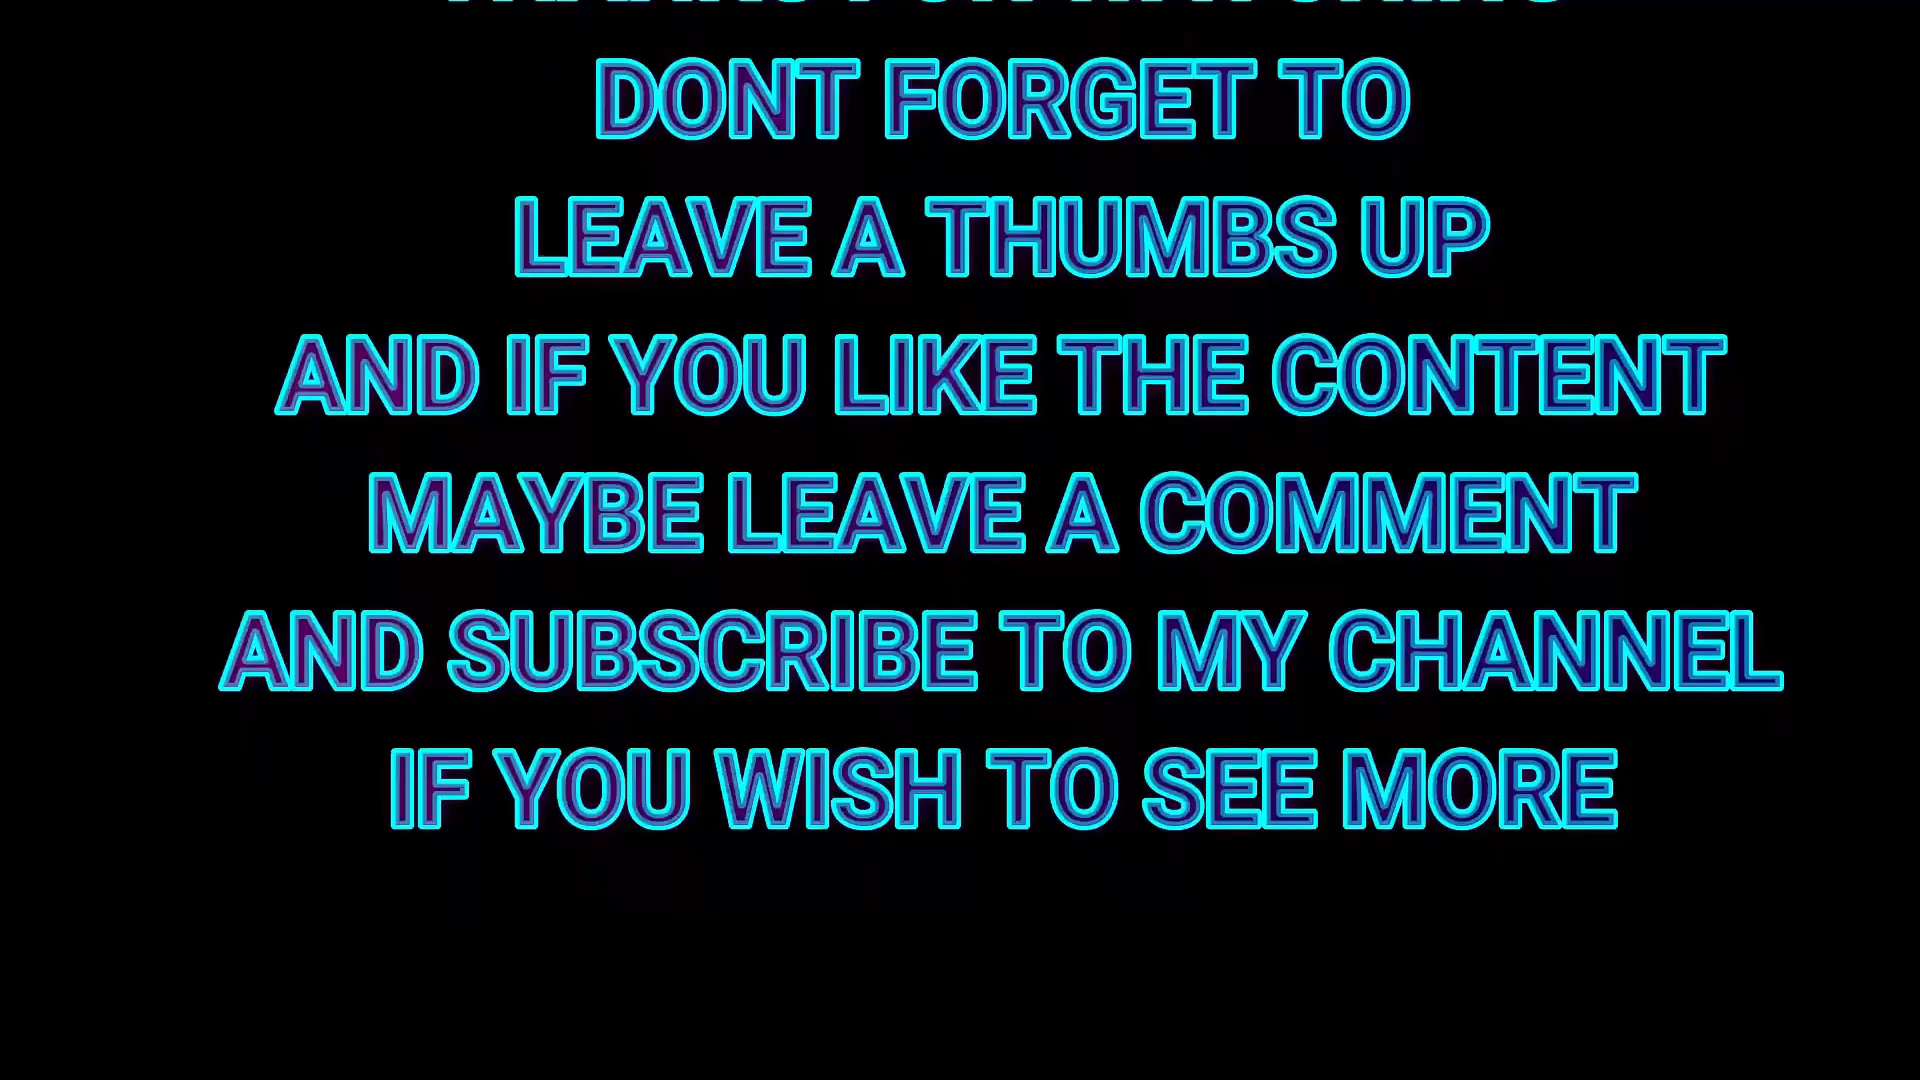 DONT FORGET TO
LEAVE A THUMBS UP
AND IF YOU LIKE THE CONTENT
MAYBE LEAVE A COMMENT
AND SUBSCRIBE TO MY CHANNEL
IF YOU WISH TO SEE MORE